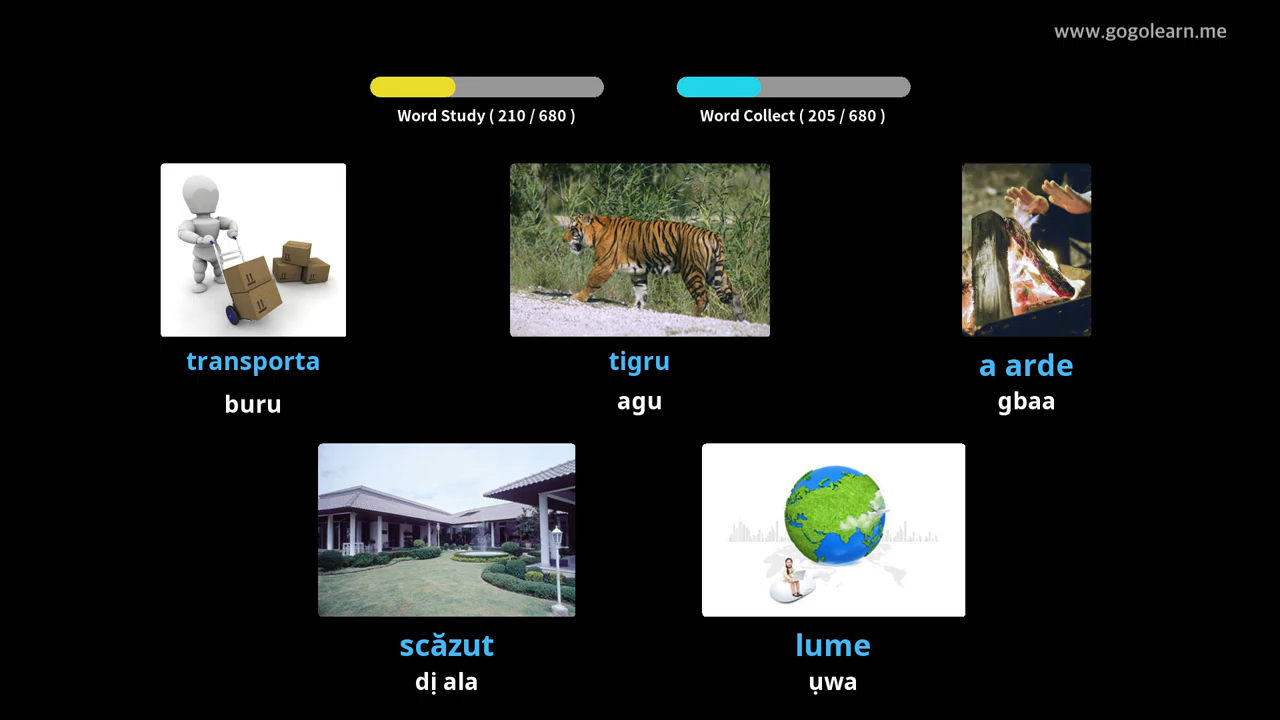 www.gogolearn.me
Word Study ( 210 / 680 )
Word Collect ( 205 / 680 )
transporta
buru
tigru
agu
a arde
gbaa
scăzut
dị ala
lume
ụwa